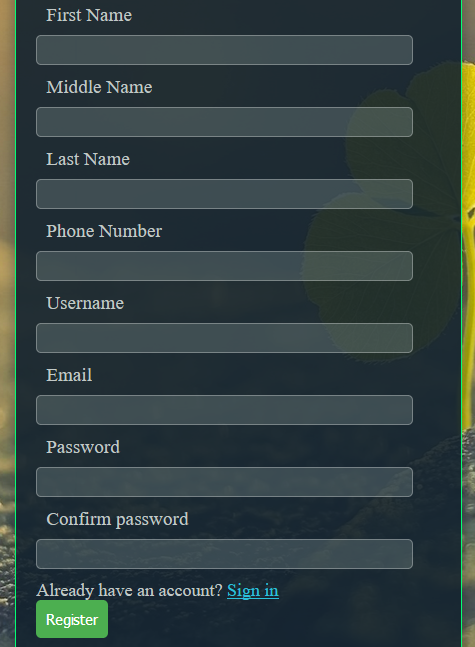 First Name
Middle Name
Last Name
Phone Number
Username
Email
Password
Confirm password
Already have an account? Sign in
Register